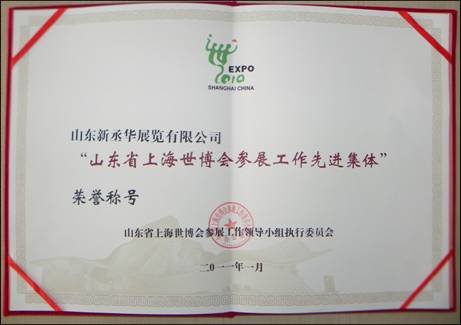 EXPO
2010
SHANGHAI CHINA
山东新丞华展览有限公司
“山东省上海世博会参展工作先进集体”
荣誉称号
山东省上海世博会参展工作领导小组执行委员会
二〇一一年一月